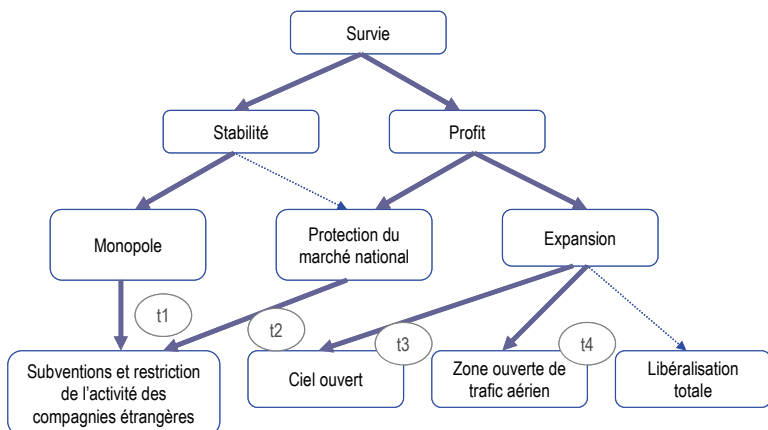 Survie
Stabilité
Profit
Monopole
Protection du
marché national
Expansion
t1
t2
t3
t4
Subventions et restriction
de l’activité des
compagnies étrangères
Ciel ouvert
Zone ouverte de
trafic aérien
Libéralisation
totale